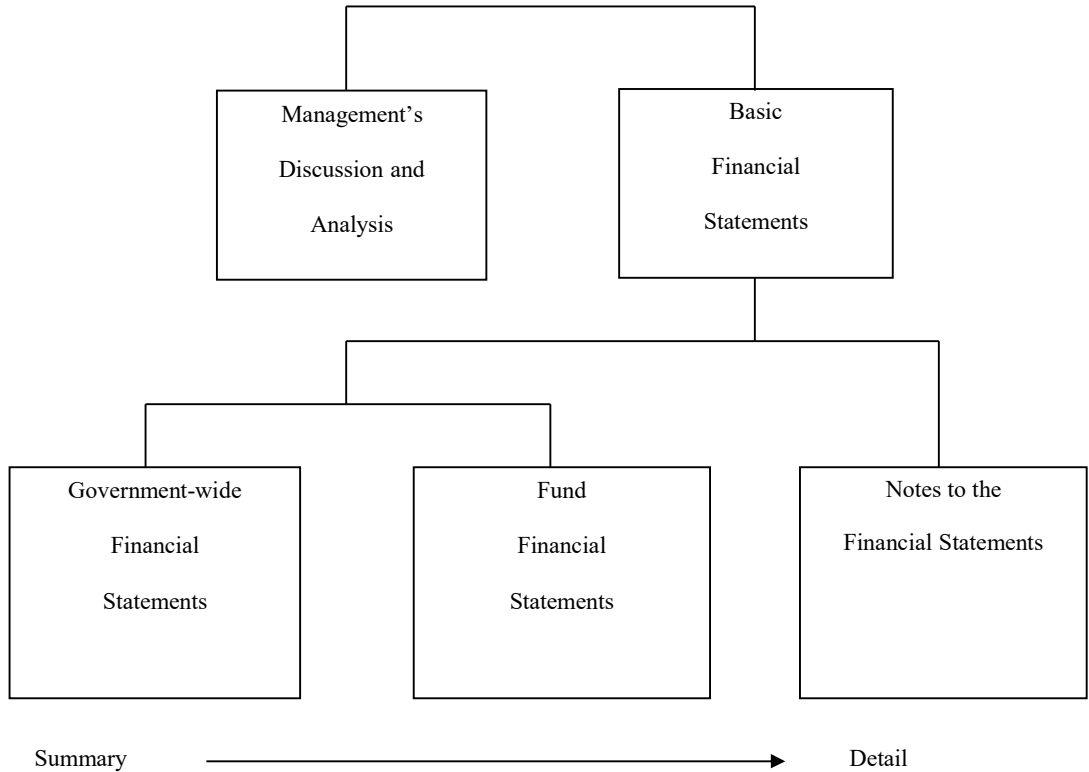 Management’s
Discussion and
Analysis
Basic
Financial
Statements
Government-wide
Financial
Statements
Fund
Financial
Statements
Notes to the
Financial Statements
Summary
Detail